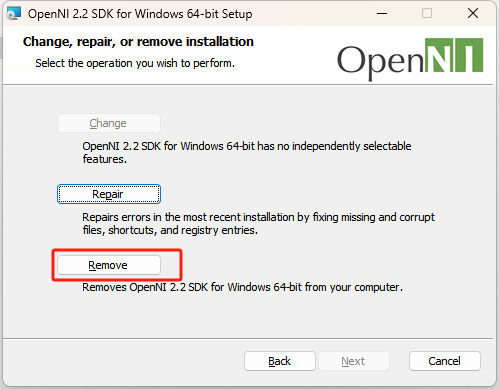 OpenNI 2.2 SDK for Windows 64-bit Setup
Change, repair, or remove installation
Select the operation you wish to perform.
OpenNI
Change
OpenNI 2.2 SDK for Windows 64-bit has no independently selectable
features.
Repair
Repairs errors in the most recent installation by fixing missing and corrupt
files, shortcuts, and registry entries.
Remove
Removes OpenNI 2.2 SDK for Windows 64-bit from your computer.
Back
Next
Cancel